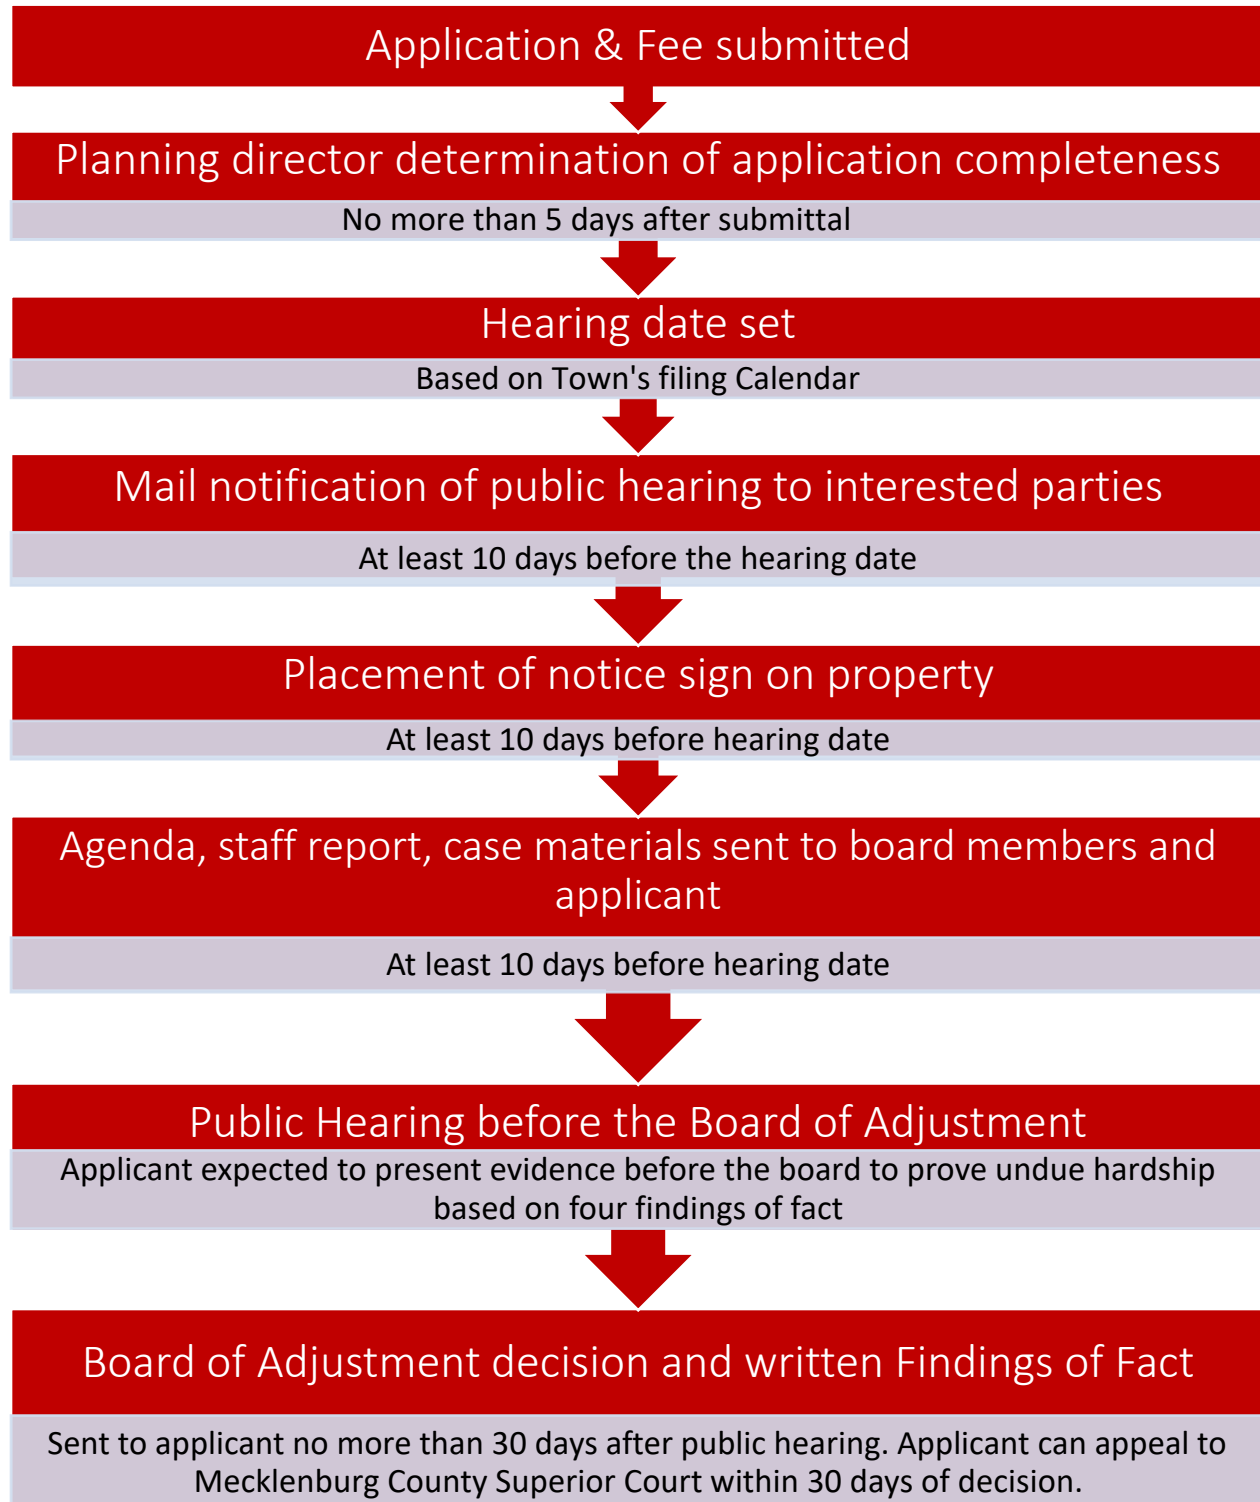 Application & Fee submitted
Planning director determination of application completeness
No more than 5 days after submittal
Hearing date set
Based on Town's filing Calendar
Mail notification of public hearing to interested parties
At least 10 days before the hearing date
Placement of notice sign on property
At least 10 days before hearing date
Agenda, staff report, case materials sent to board members and
applicant
At least 10 days before hearing date
Public Hearing before the Board of Adjustment
Applicant expected to present evidence before the board to prove undue hardship
based on four findings of fact
Board of Adjustment decision and written Findings of Fact
Sent to applicant no more than 30 days after public hearing. Applicant can appeal to
Mecklenburg County Superior Court within 30 days of decision.